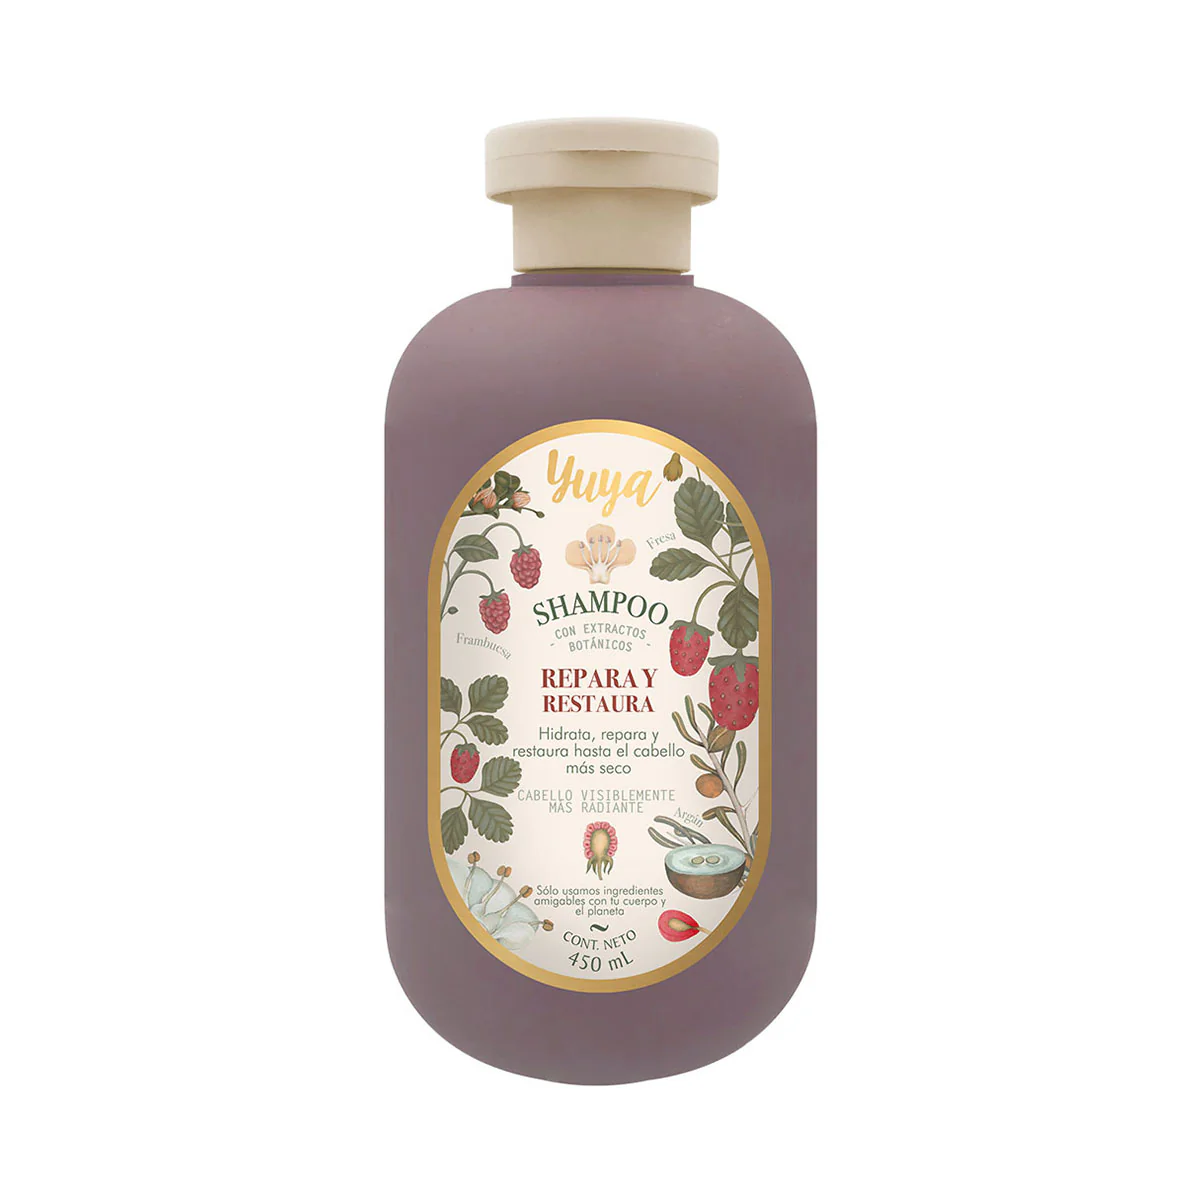 Yuya
Fresa
SHAMPOO
CON EXTRACTOS
- BOTÁNICOS -
Frambuesa
REPARA Y
RESTAURA
Hidrata, repara y
restaura hasta el cabello
más seco
CABELLO VISIBLEMENTE
MÁS RADIANTE
Argán
Sólo usamos ingredientes
amigables con tu cuerpo y
el planeta
~
CONT. NETO
450 mL